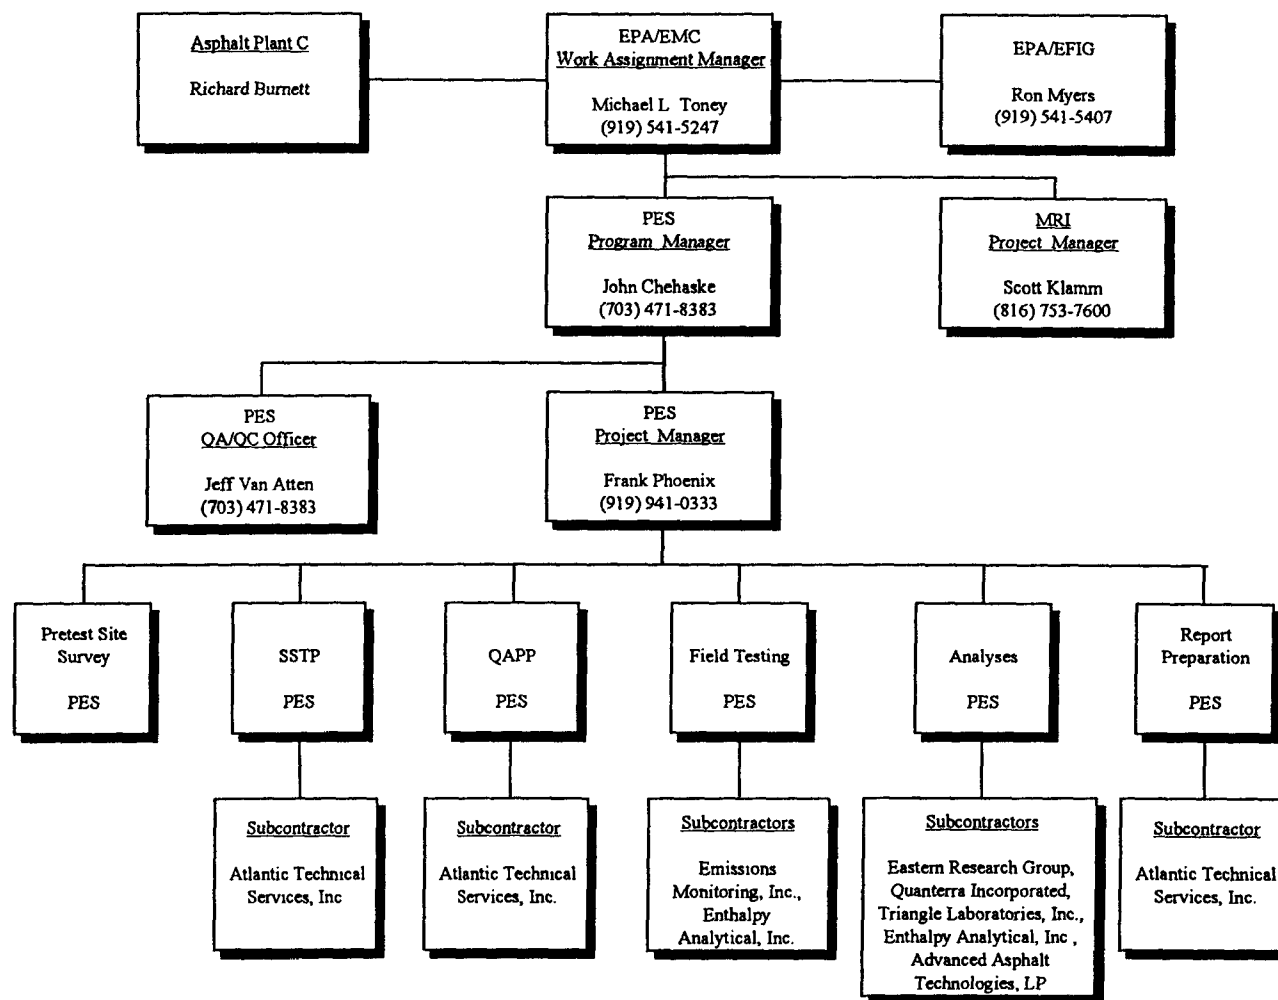 Asphalt Plant C
Richard Burnett
EPA/EMC
Work Assignment Manager
Michael L Toney
(919) 541-5247
EPA/EFIG
Ron Myers
(919) 541-5407
PES
Program Manager
John Chehaske
(703) 471-8383
MRI
Project Manager
Scott Klamm
(816) 753-7600
PES
QA/QC Officer
Jeff Van Atten
(703) 471-8383
PES
Project Manager
Frank Phoenix
(919) 941-0333
Pretest Site
Survey
PES
SSTP
PES
QAPP
PES
Field Testing
PES
Analyses
PES
Report
Preparation
PES
Subcontractor
Atlantic Technical
Services, Inc
Subcontractor
Atlantic Technical
Services, Inc.
Subcontractors
Emissions
Monitoring, Inc.,
Enthalpy
Analytical, Inc.
Subcontractors
Eastern Research Group,
Quanterra Incorporated,
Triangle Laboratories, Inc.,
Enthalpy Analytical, Inc ,
Advanced Asphalt
Technologies, LP
Subcontractor
Atlantic Technical
Services, Inc.